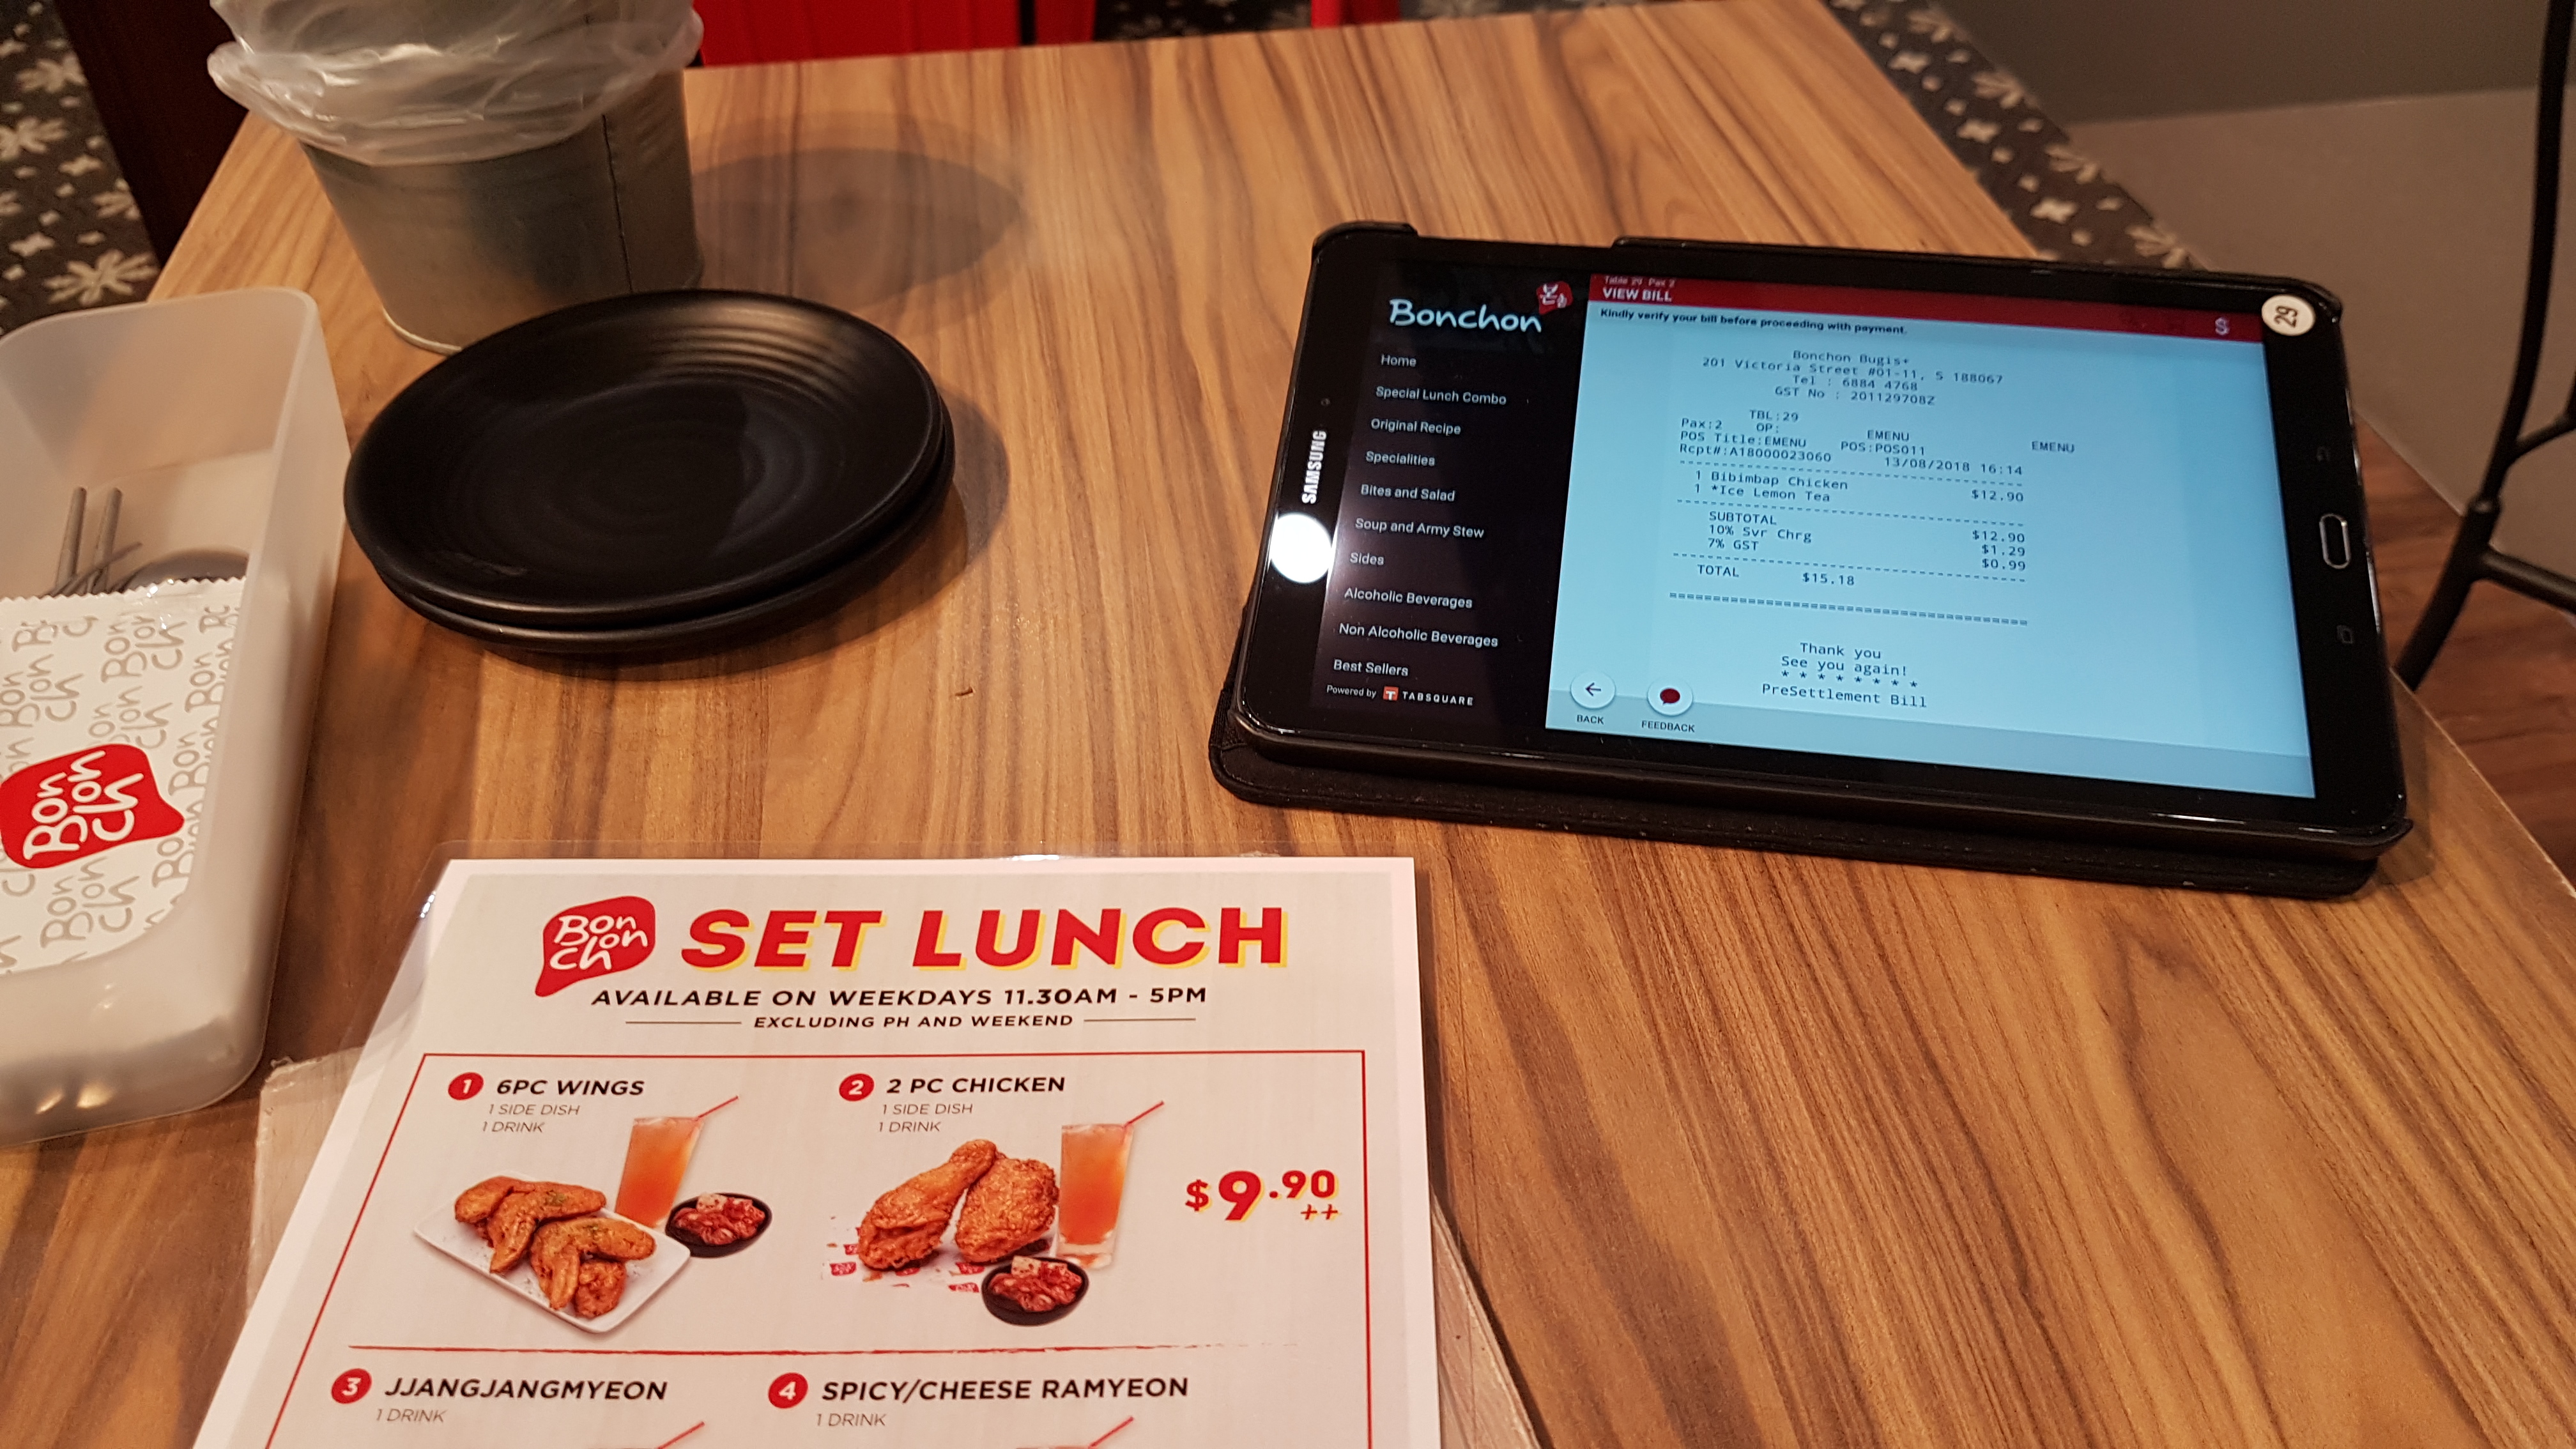 Bonchon
Home
Special Lunch Combo
Original Recipe
Specialities
Bites and Salad
Soup and Army Stew
Sides
Alcoholic Beverages
Non Alcoholic Beverages
Best Sellers
Powered by TABSQUARE
SAMSUNG
Table 29 Pax 2
VIEW BILL
$
29
Kindly verify your bill before proceeding with payment.
Bonchon Bugis+
201 Victoria Street #01-11, S 188067
Tel : 6884 4768
GST No : 201129708Z
TBL:29
Pax:2 OP: EMENU EMENU
POS Title:EMENU POS:POS011
Rcpt#:A18000023060 13/08/2018 16:14
1 Bibimbap Chicken $12.90
1 *Ice Lemon Tea
SUBTOTAL $12.90
10% Svr Chrg $1.29
7% GST $0.99
TOTAL $15.18
Thank you
See you again!
* * * * * * *
PreSettlement Bill
BACK
FEEDBACK
Bon
chon
Bon
Chon
SET LUNCH
AVAILABLE ON WEEKDAYS 11.30AM - 5PM
EXCLUDING PH AND WEEKEND
1 6PC WINGS
1 SIDE DISH
1 DRINK
2 2 PC CHICKEN
1 SIDE DISH
1 DRINK
$9.90
++
3 JJANGJANGMYEON
1 DRINK
4 SPICY/CHEESE RAMYEON
1 DRINK